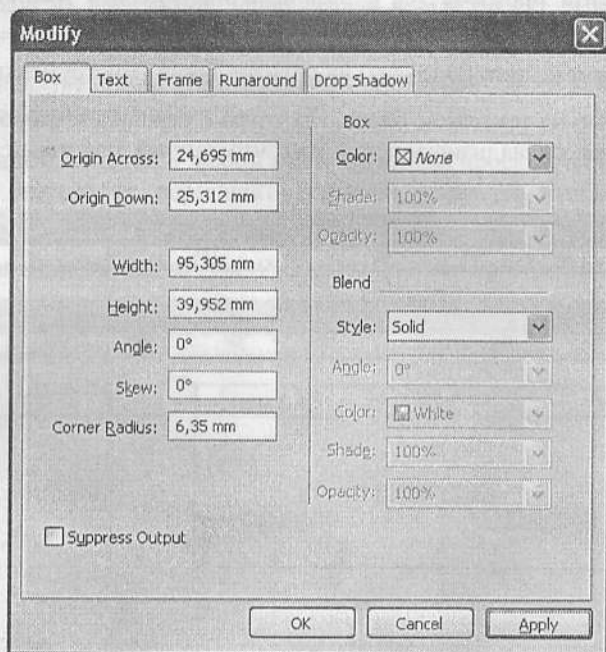 Modify
Box Text Frame Runaround Drop Shadow
Origin Across: 24,695 mm
Origin Down: 25,312 mm
Width: 95,305 mm
Height: 39,952 mm
Angle: 0°
Skew: 0°
Corner Radius: 6,35 mm
Suppress Output
Box
Color: None
Shade: 100%
Opacity: 100%
Blend
Style: Solid
Angle: 0°
Color: White
Shade: 100%
Opacity: 100%
OK Cancel Apply